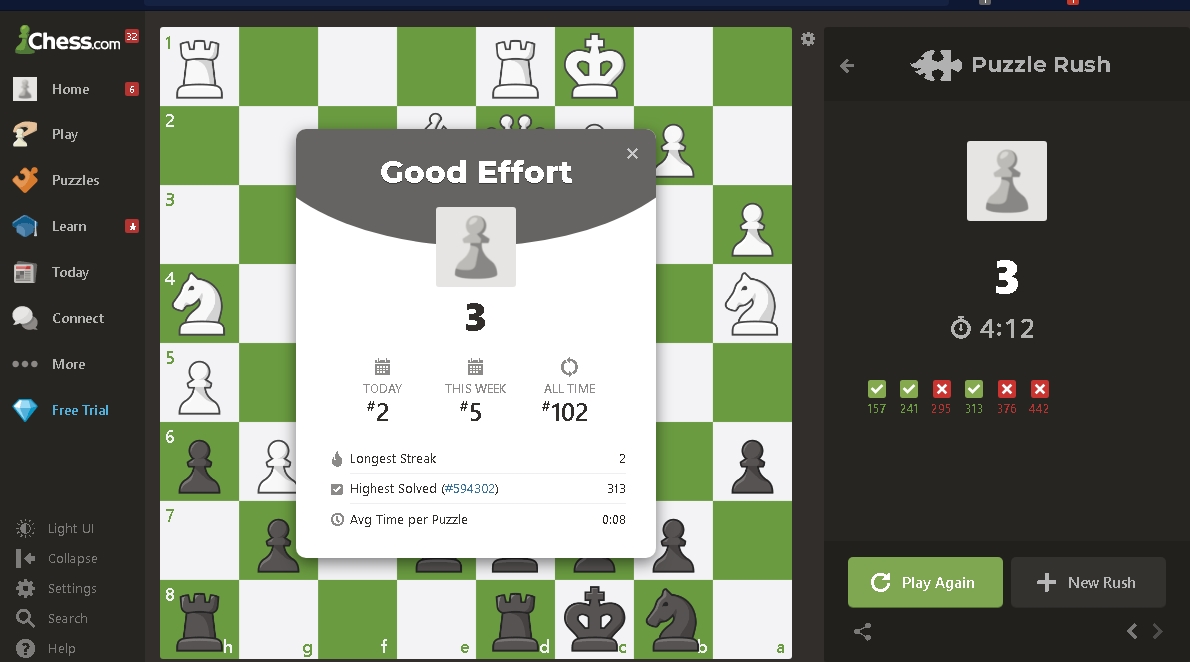 Chess.com
32
Home
6
Play
Puzzles
Learn
Today
Connect
More
Free Trial
Light UI
Collapse
Settings
Search
Help
1
2
3
4
5
6
7
8
h
g
f
e
d
c
b
a
Good Effort
3
TODAY
#2
THIS WEEK
#5
ALL TIME
#102
Longest Streak 2
Highest Solved (#594302) 313
Avg Time per Puzzle 0:08
Puzzle Rush
3
4:12
157 241 295 313 376 442
Play Again
New Rush